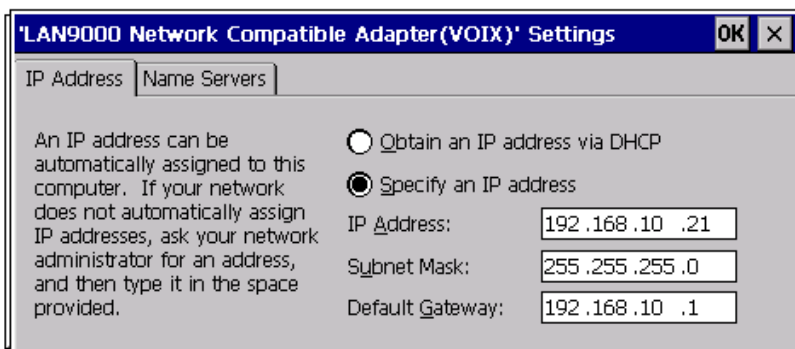 'LAN9000 Network Compatible Adapter(VOIX)' Settings OK ×
IP Address Name Servers
An IP address can be
automatically assigned to this
computer. If your network
does not automatically assign
IP addresses, ask your network
administrator for an address,
and then type it in the space
provided.
Obtain an IP address via DHCP
Specify an IP address
IP Address: 192.168.10.21
Subnet Mask: 255.255.255.0
Default Gateway: 192.168.10.1